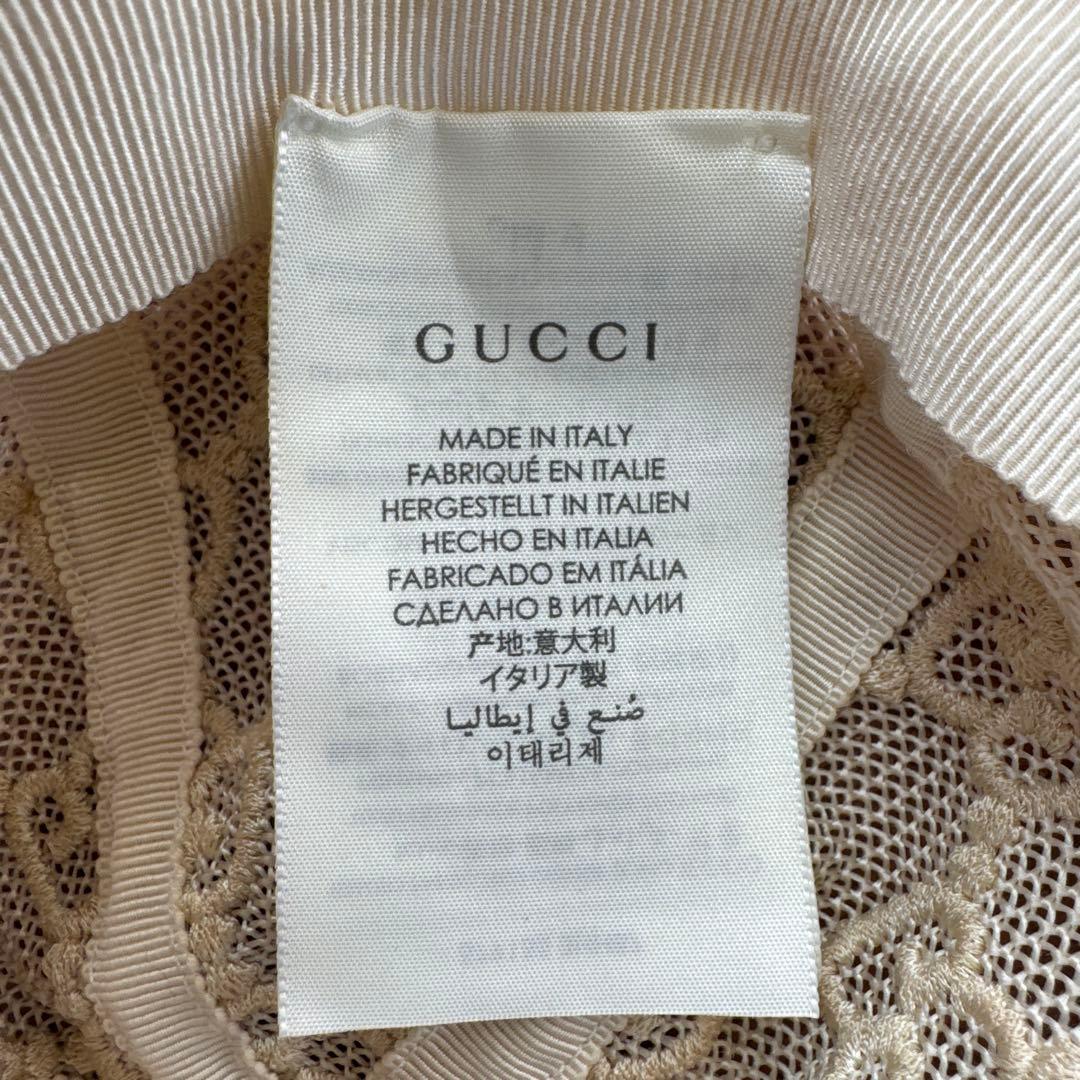 GUCCI
MADE IN ITALY
FABRIQUÉ EN ITALIE
HERGESTELLT IN ITALIEN
HECHO EN ITALIA
FABRICADO EM ITÁLIA
СДЕЛАНО В ИТАЛИИ
产地:意大利
イタリア製
صُنع في إيطاليا
이태리제